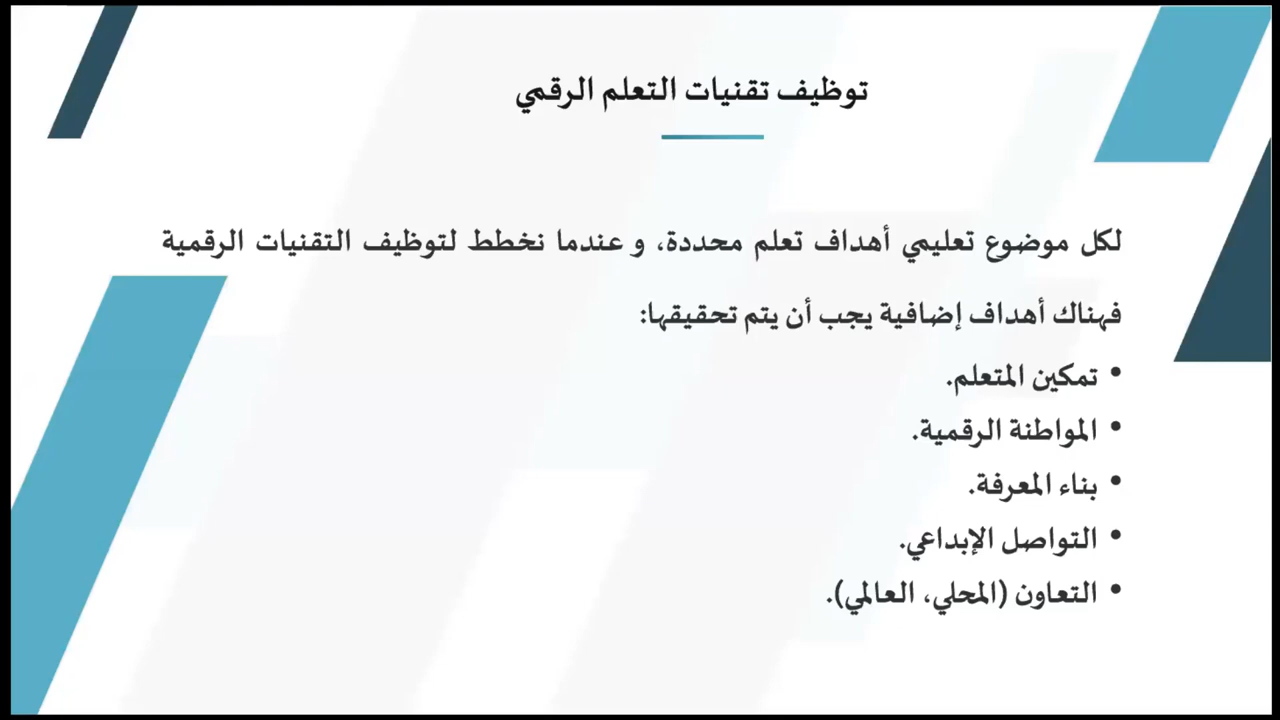 توظيف تقنيات التعلم الرقمي
لكل موضوع تعليمي أهداف تعلم محددة، و عندما نخطط لتوظيف التقنيات الرقمية
فهناك أهداف إضافية يجب أن يتم تحقيقها:
• تمكين المتعلم.
• المواطنة الرقمية.
• بناء المعرفة.
• التواصل الإبداعي.
• التعاون (المحلي، العالمي).